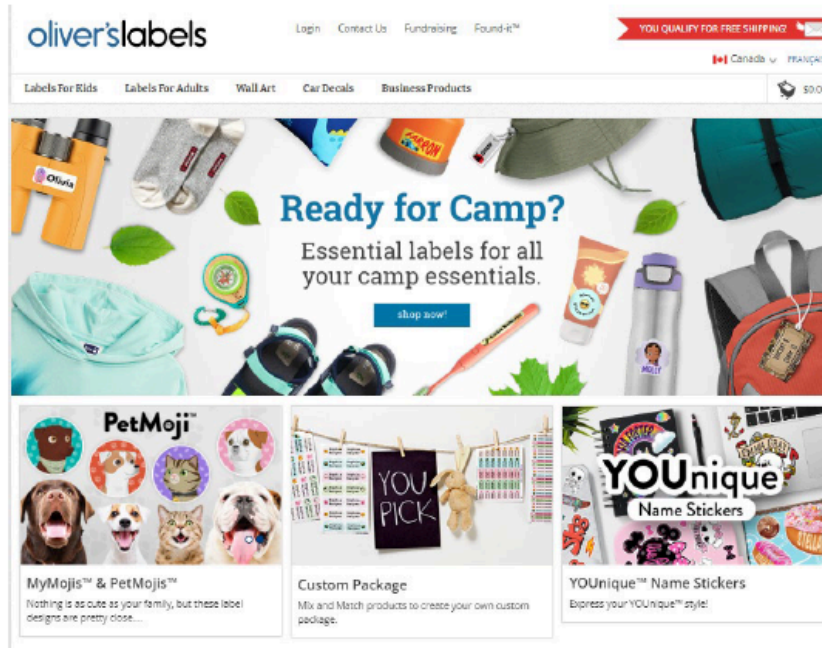 oliver'slabels
Login Contact Us Fundraising Found-it™
YOU QUALIFY FOR FREE SHIPPING!
Canada FRANÇAI
Labels For Kids Labels For Adults Wall Art Car Decals Business Products
$0.0
Olivia
CAMERON
Ready for Camp?
Essential labels for all
your camp essentials.
shop now!
MOLLY
PetMoji™
YOU
PICK
YOUnique
Name Stickers
STELLA
MyMojis™ & PetMojis™
Nothing is as cute as your family, but these label
designs are pretty close....
Custom Package
Mix and Match products to create your own custom
package.
YOUnique™ Name Stickers
Express your YOUnique™ style!